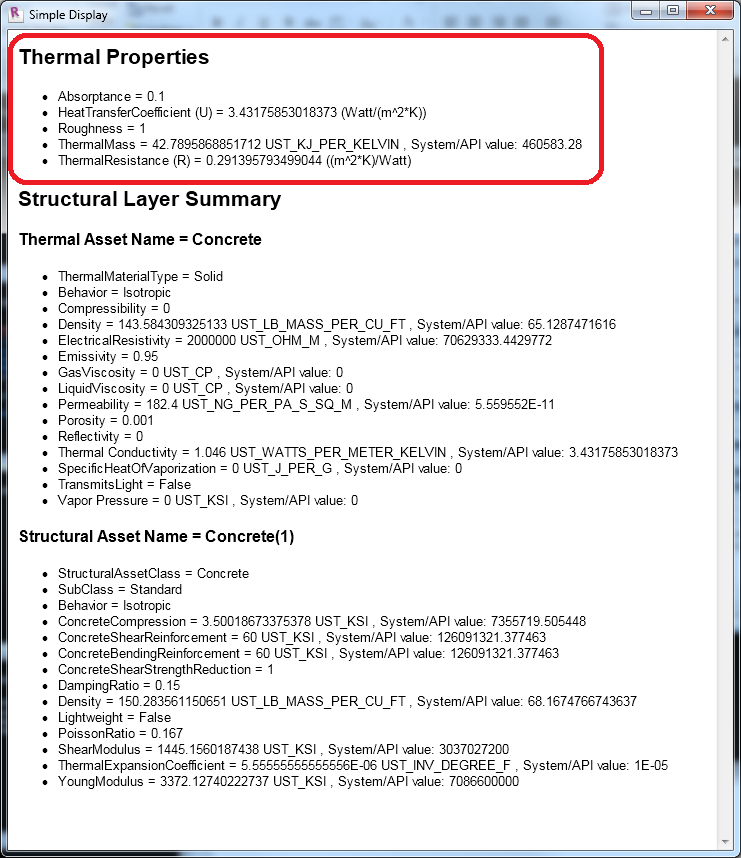 Simple Display
Thermal Properties
• Absorptance = 0.1
• HeatTransferCoefficient (U) = 3.43175853018373 (Watt/(m^2*K))
• Roughness = 1
• ThermalMass = 42.7895868851712 UST_KJ_PER_KELVIN , System/API value: 460583.28
• ThermalResistance (R) = 0.291395793499044 ((m^2*K)/Watt)
Structural Layer Summary
Thermal Asset Name = Concrete
• ThermalMaterialType = Solid
• Behavior = Isotropic
• Compressibility = 0
• Density = 143.584309325133 UST_LB_MASS_PER_CU_FT , System/API value: 65.1287471616
• ElectricalResistivity = 2000000 UST_OHM_M , System/API value: 70629333.4429772
• Emissivity = 0.95
• GasViscosity = 0 UST_CP , System/API value: 0
• LiquidViscosity = 0 UST_CP , System/API value: 0
• Permeability = 182.4 UST_NG_PER_PA_S_SQ_M , System/API value: 5.559552E-11
• Porosity = 0.001
• Reflectivity = 0
• Thermal Conductivity = 1.046 UST_WATTS_PER_METER_KELVIN , System/API value: 3.43175853018373
• SpecificHeatOfVaporization = 0 UST_J_PER_G , System/API value: 0
• TransmitsLight = False
• Vapor Pressure = 0 UST_KSI , System/API value: 0
Structural Asset Name = Concrete(1)
• StructuralAssetClass = Concrete
• SubClass = Standard
• Behavior = Isotropic
• ConcreteCompression = 3.50018673375378 UST_KSI , System/API value: 7355719.505448
• ConcreteShearReinforcement = 60 UST_KSI , System/API value: 126091321.377463
• ConcreteBendingReinforcement = 60 UST_KSI , System/API value: 126091321.377463
• ConcreteShearStrengthReduction = 1
• DampingRatio = 0.15
• Density = 150.283561150651 UST_LB_MASS_PER_CU_FT , System/API value: 68.1674766743637
• Lightweight = False
• PoissonRatio = 0.167
• ShearModulus = 1445.1560187438 UST_KSI , System/API value: 3037027200
• ThermalExpansionCoefficient = 5.55555555555556E-06 UST_INV_DEGREE_F , System/API value: 1E-05
• YoungModulus = 3372.12740222737 UST_KSI , System/API value: 7086600000